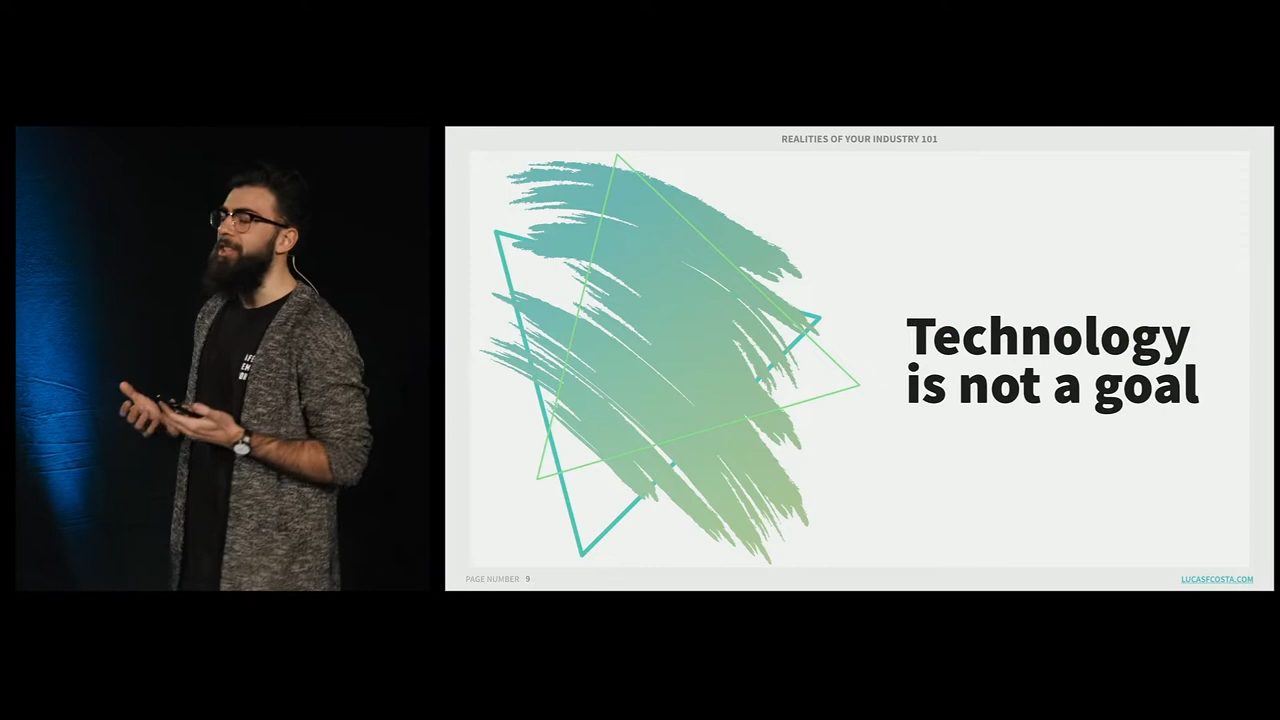 REALITIES OF YOUR INDUSTRY 101
Technology
is not a goal
PAGE NUMBER 9
LUCASFCOSTA.COM